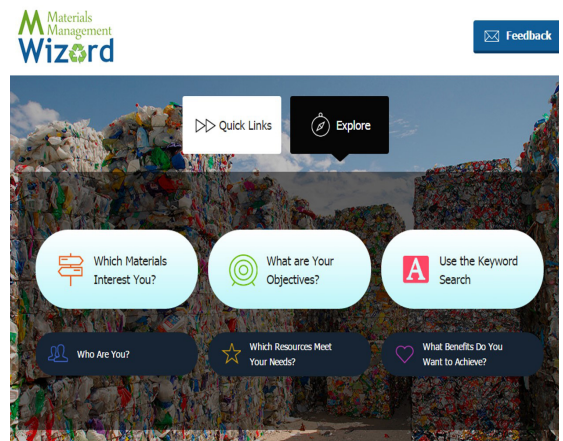 Materials
Management
Wizard
Feedback
Quick Links
Explore
Which Materials
Interest You?
What are Your
Objectives?
A
Use the Keyword
Search
Who Are You?
Which Resources Meet
Your Needs?
What Benefits Do You
Want to Achieve?